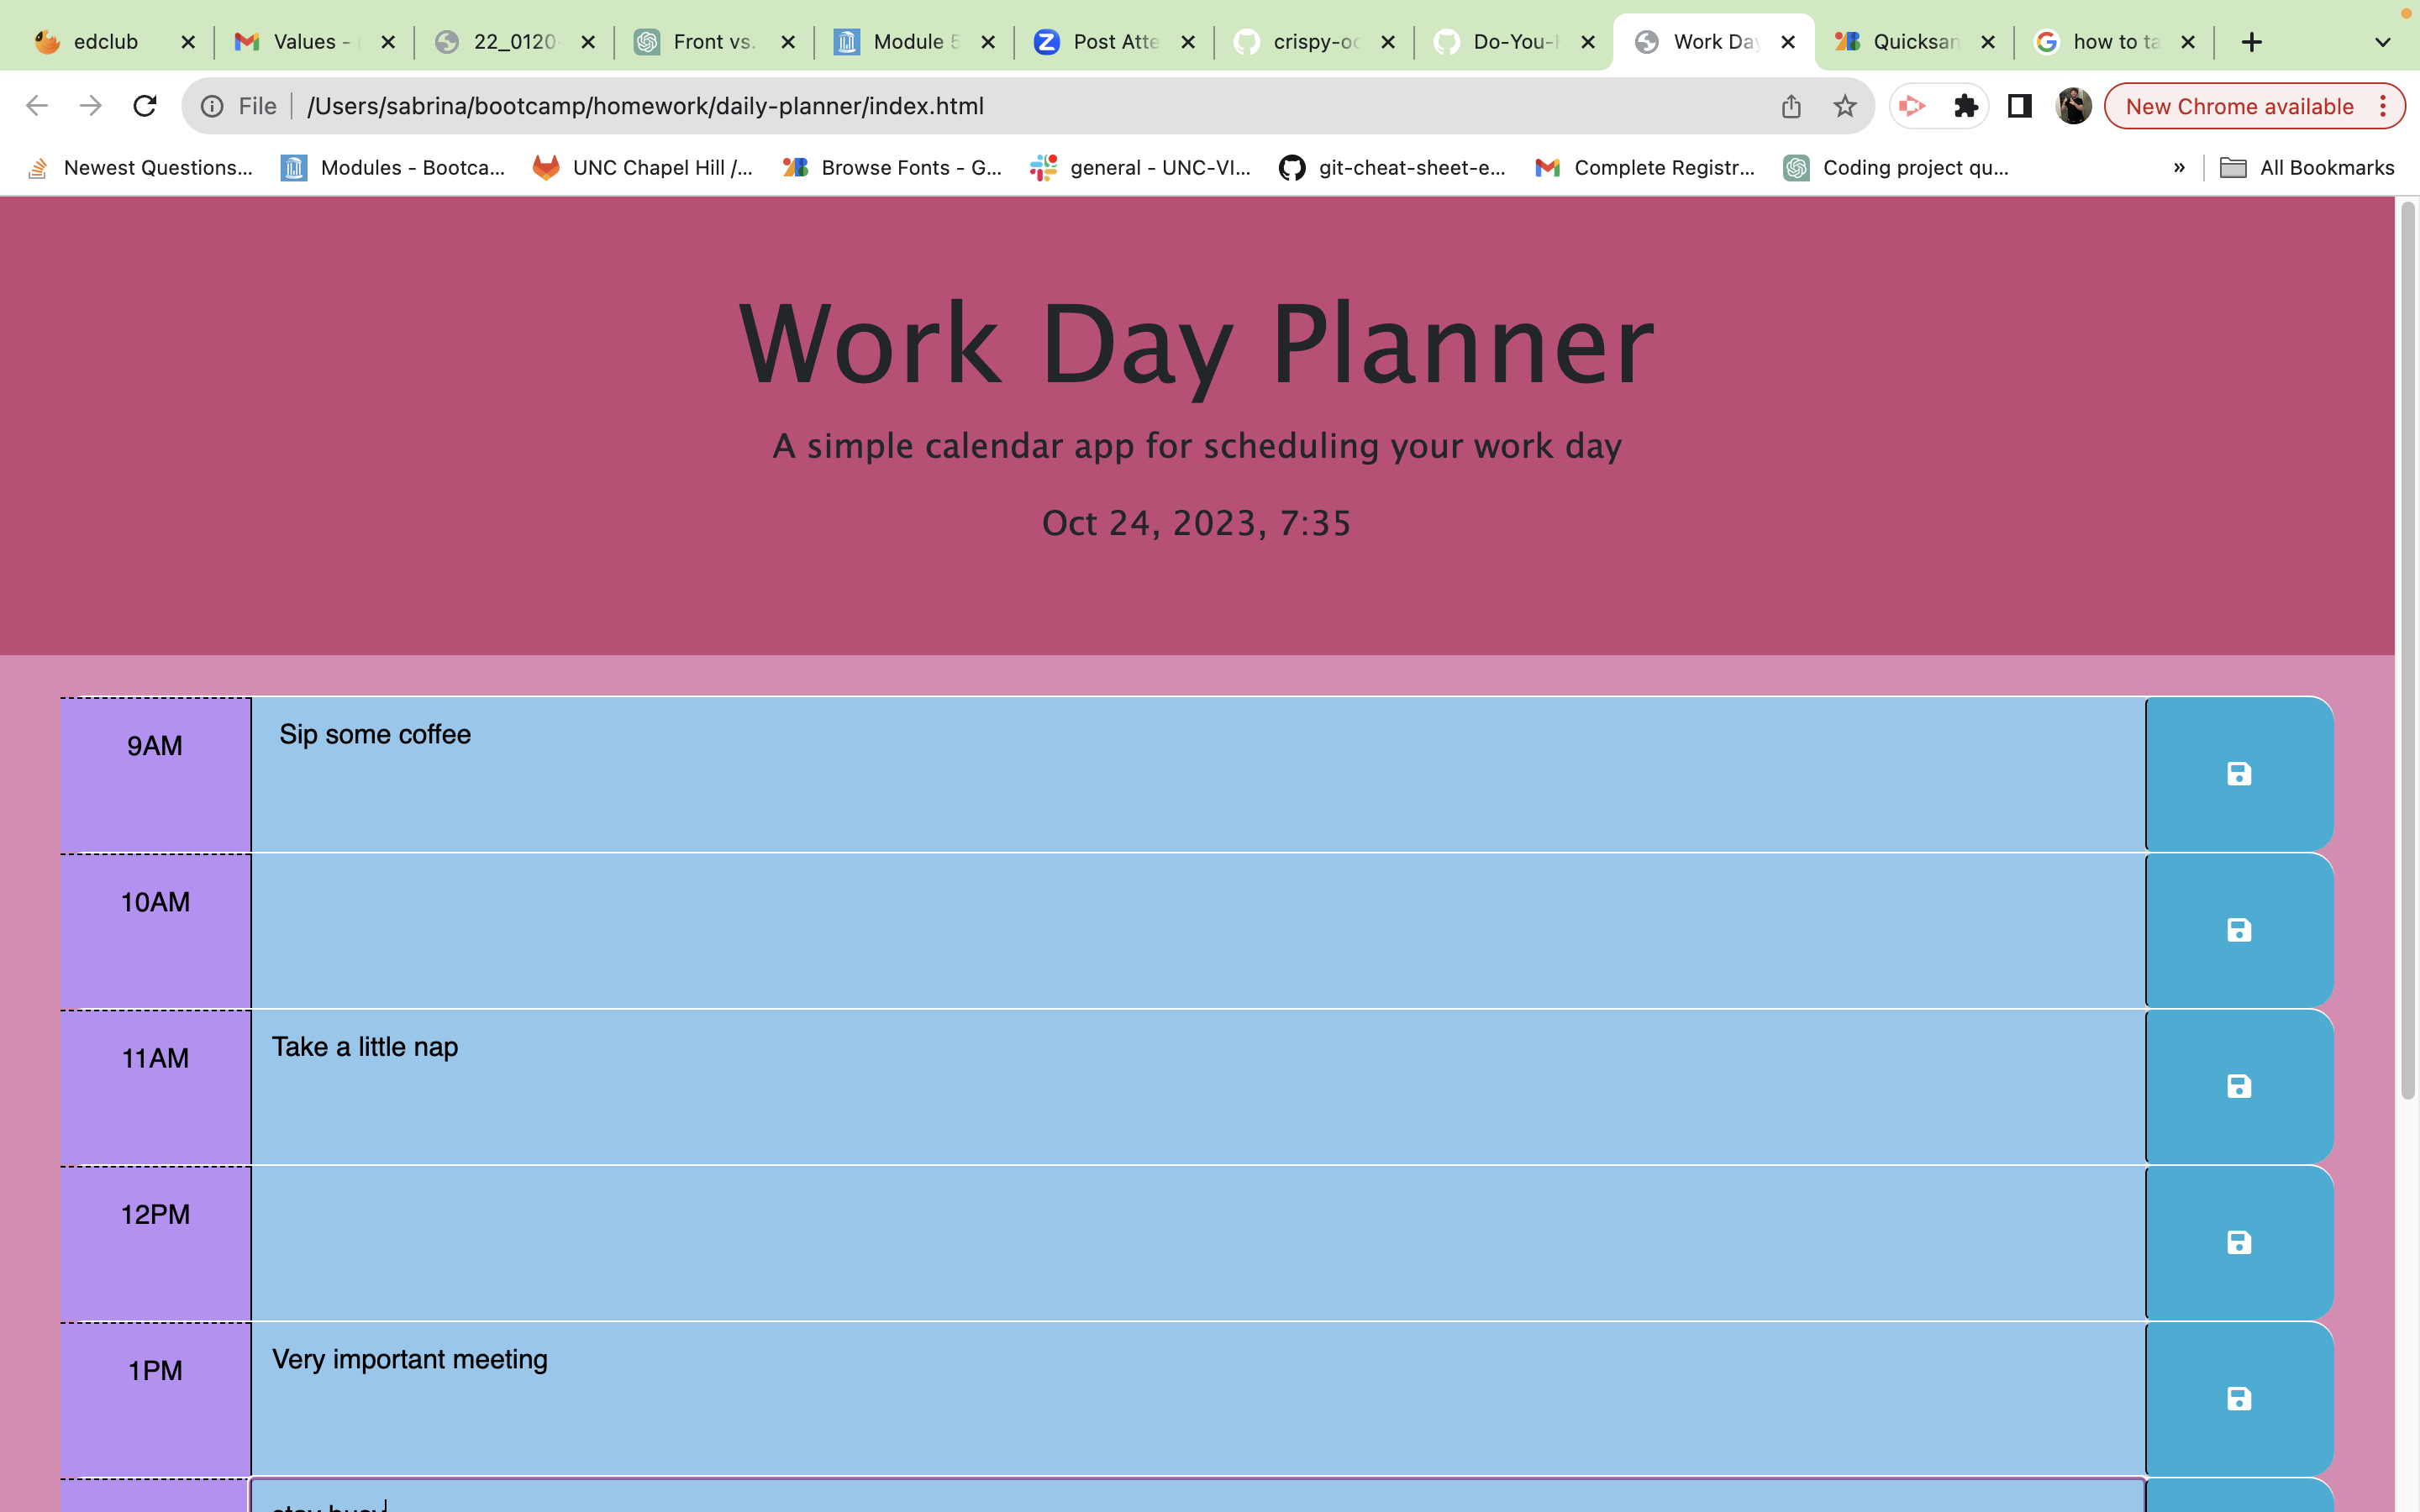 edclub
Values -
22_0120
Front vs.
Module 5
Post Atte
crispy-oc
Do-You-
Work Day
Quicksan
how to ta
File
/Users/sabrina/bootcamp/homework/daily-planner/index.html
New Chrome available
Newest Questions...
Modules - Bootca...
UNC Chapel Hill /...
Browse Fonts - G...
general - UNC-VI...
git-cheat-sheet-e...
Complete Registr...
Coding project qu...
»
All Bookmarks
Work Day Planner
A simple calendar app for scheduling your work day
Oct 24, 2023, 7:35
9AM
Sip some coffee
10AM
11AM
Take a little nap
12PM
1PM
Very important meeting
stay busy